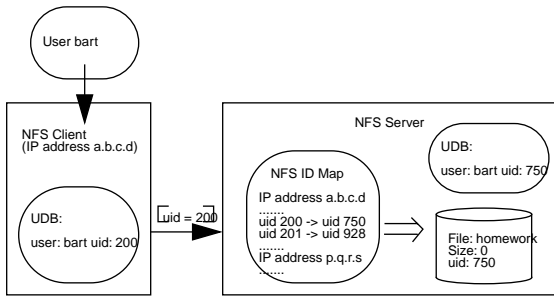 User bart
NFS Client
(IP address a.b.c.d)
UDB:
user: bart uid: 200
uid = 200
NFS Server
NFS ID Map
IP address a.b.c.d
.......
uid 200 -> uid 750
uid 201 -> uid 928
.......
IP address p.q.r.s
.......
UDB:
user: bart uid: 750
File: homework
Size: 0
uid: 750